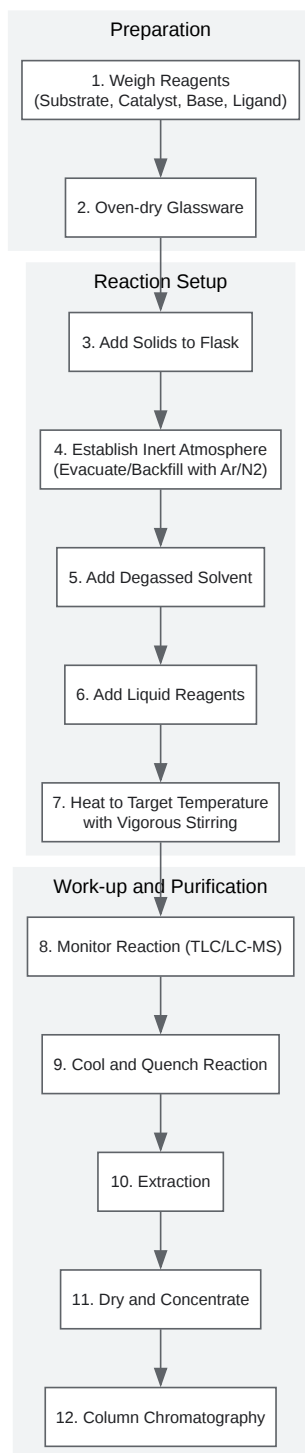 Preparation
1. Weigh Reagents
(Substrate, Catalyst, Base, Ligand)
2. Oven-dry Glassware
Reaction Setup
3. Add Solids to Flask
4. Establish Inert Atmosphere
(Evacuate/Backfill with Ar/N2)
5. Add Degassed Solvent
6. Add Liquid Reagents
7. Heat to Target Temperature
with Vigorous Stirring
Work-up and Purification
8. Monitor Reaction (TLC/LC-MS)
9. Cool and Quench Reaction
10. Extraction
11. Dry and Concentrate
12. Column Chromatography